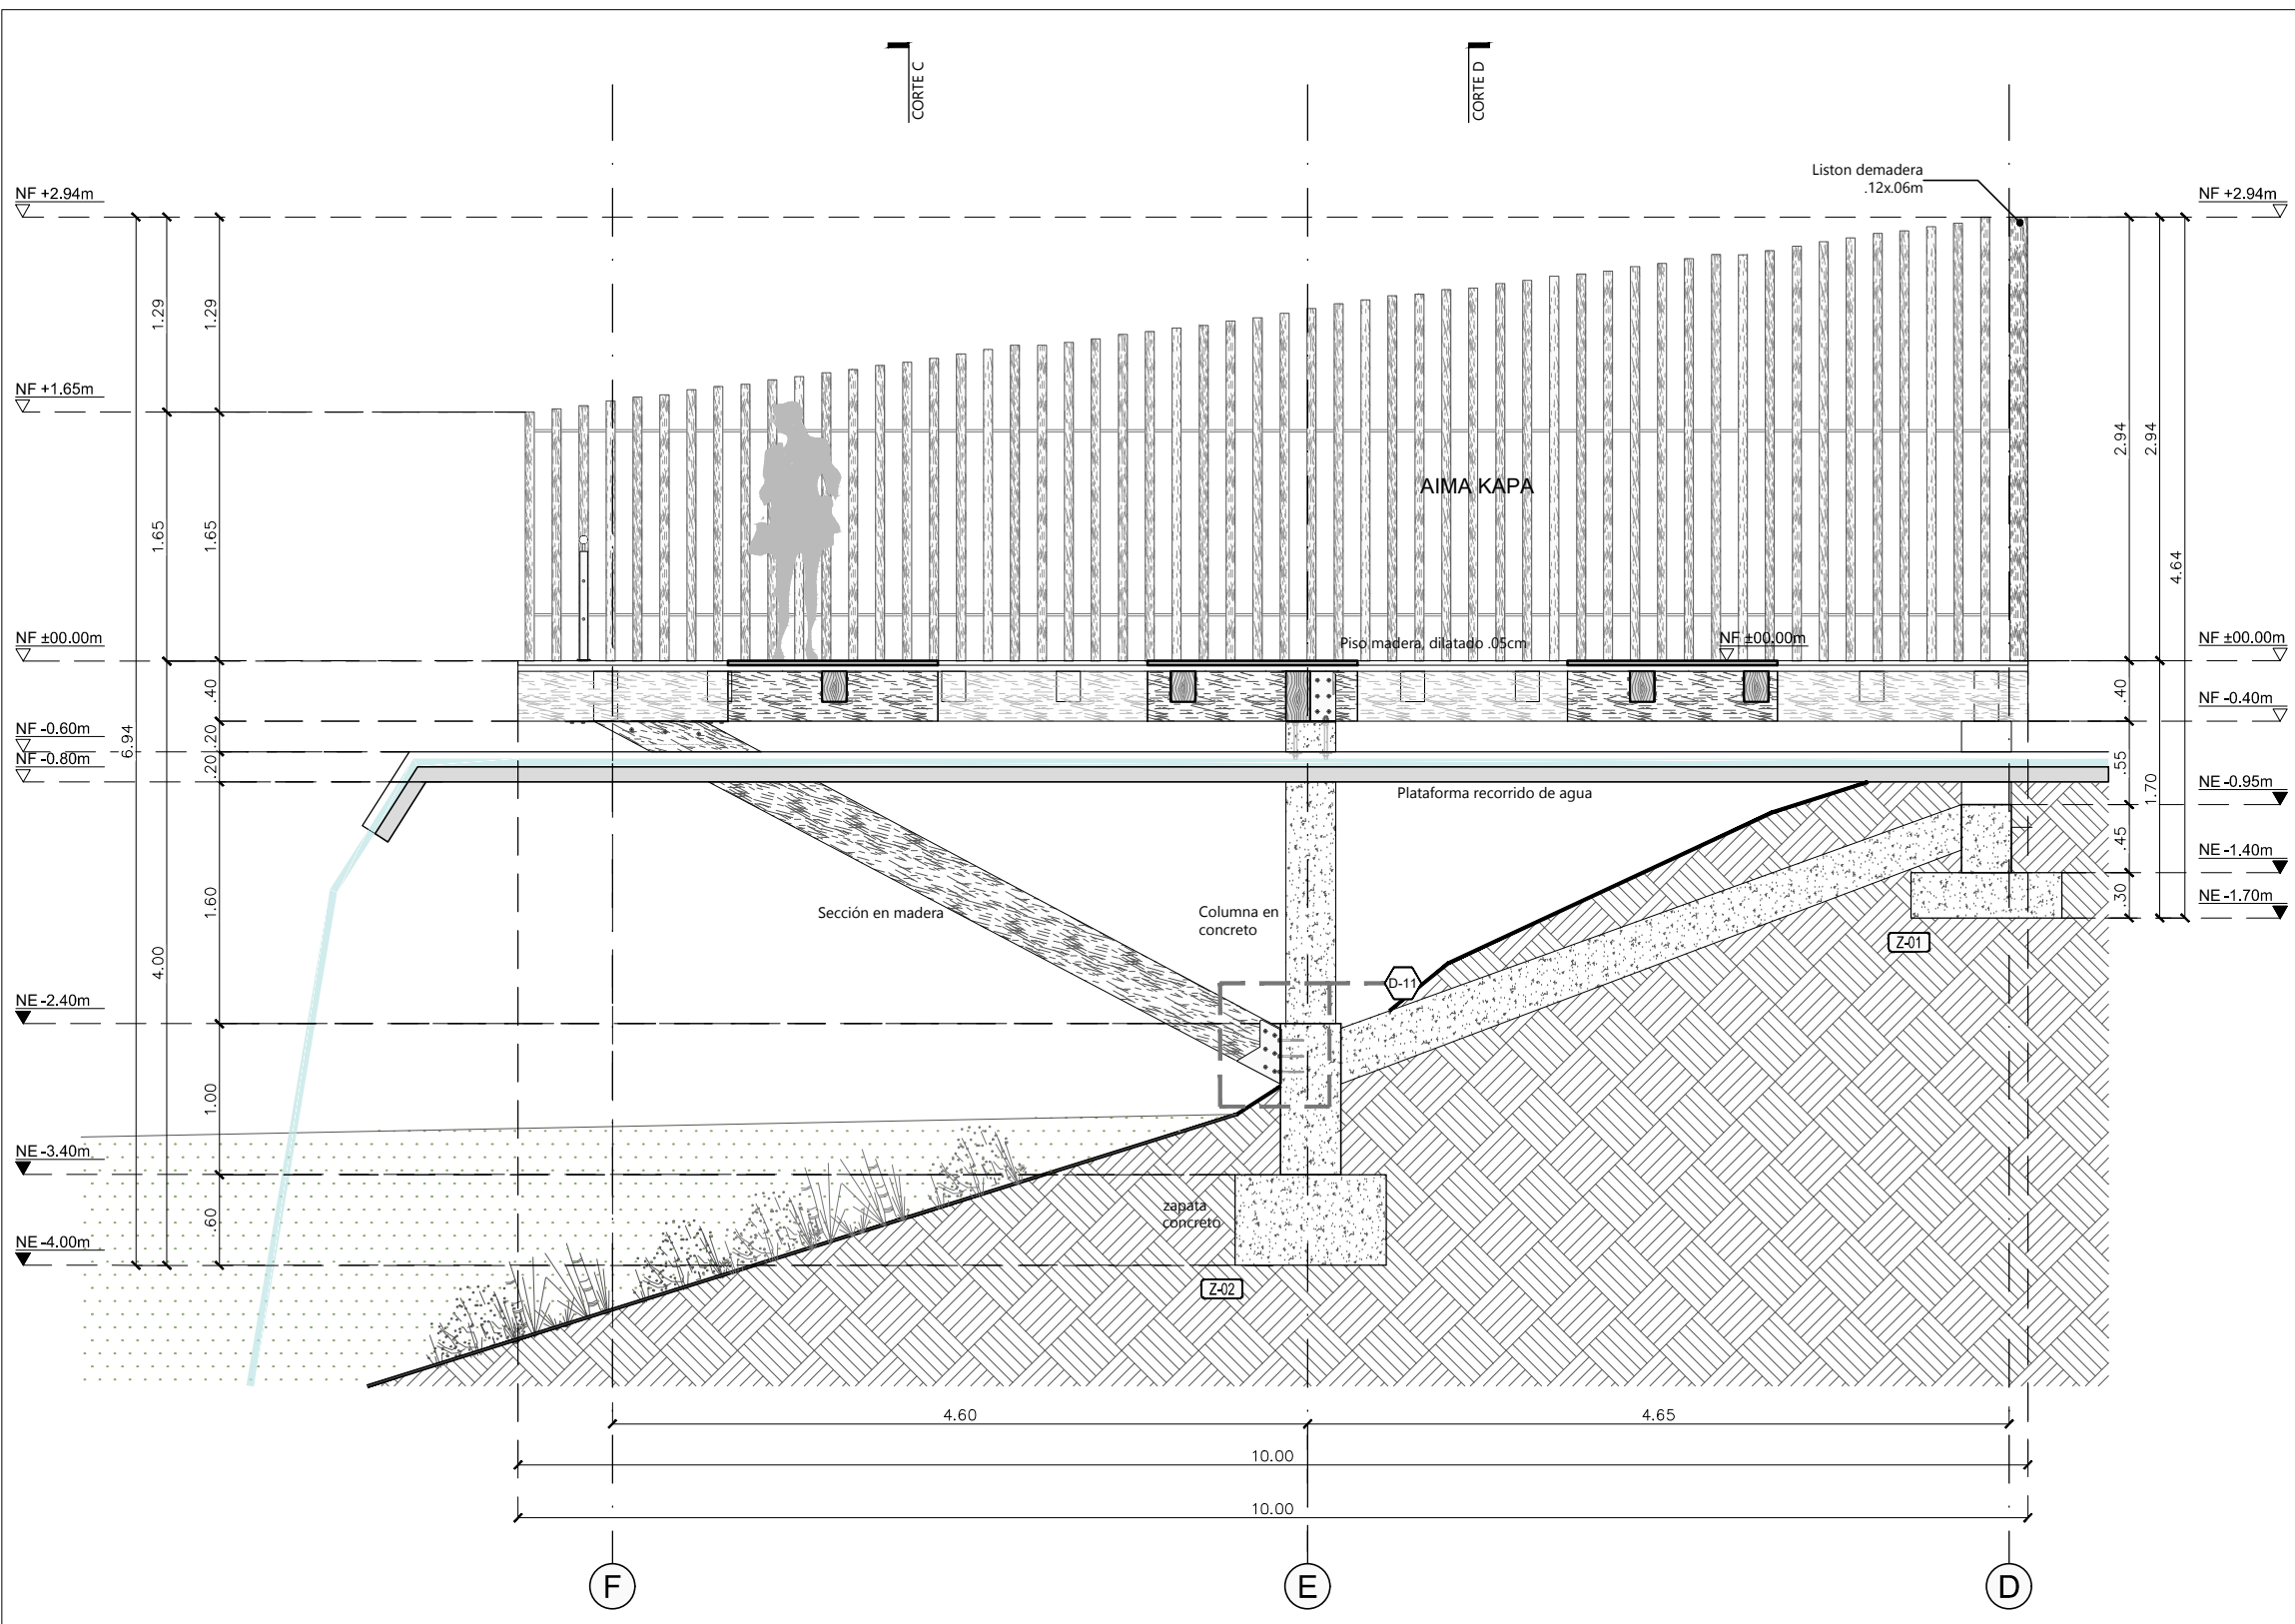 CORTE C
CORTE D
Liston demadera
.12x.06m
NF +2.94m
NF +2.94m
1.29
1.29
NF +1.65m
2.94
2.94
AIMA KAPA
1.65
1.65
4.64
NF ±00.00m
Piso madera, dilatado .05cm
NF ±00.00m
NF ±00.00m
.40
.40
NF -0.40m
NF -0.60m
6.94
.20
NF -0.80m
.20
.55
NE -0.95m
Plataforma recorrido de agua
1.70
.45
NE -1.40m
1.60
.30
NE -1.70m
Sección en madera
Columna en
concreto
Z-01
4.00
D-11
NE -2.40m
1.00
NE -3.40m
.60
zapata
concreto
NE -4.00m
Z-02
4.60
4.65
10.00
10.00
F
E
D